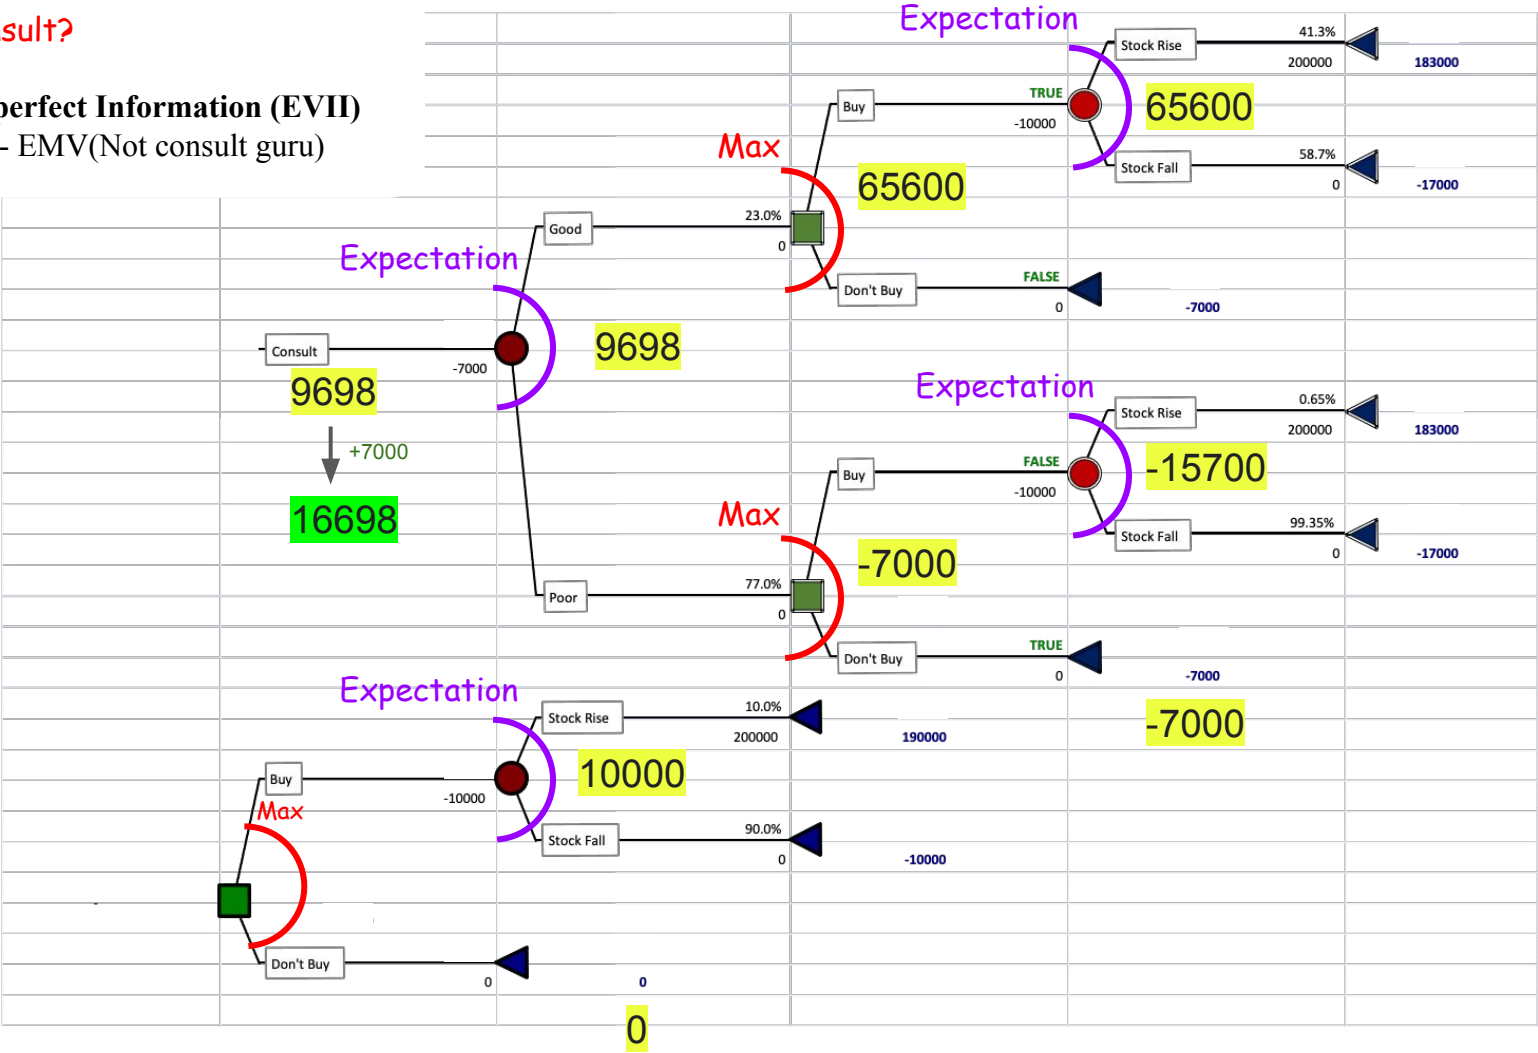 sult?
Expectation
Stock Rise 41.3%
200000 183000
perfect Information (EVII)
Buy TRUE 65600
-10000
- EMV(Not consult guru)
Max
Stock Fall 58.7%
0 -17000
65600
Good 23.0%
0
Expectation
Don't Buy FALSE
0 -7000
Consult 9698
-7000
9698
Expectation
Stock Rise 0.65%
200000 183000
+7000
Buy FALSE -15700
-10000
16698
Max
Stock Fall 99.35%
0 -17000
-7000
Poor 77.0%
0
Don't Buy TRUE
0 -7000
Expectation
Stock Rise 10.0%
200000 190000
-7000
Buy 10000
-10000
Max
Stock Fall 90.0%
0 -10000
Don't Buy
0 0
0